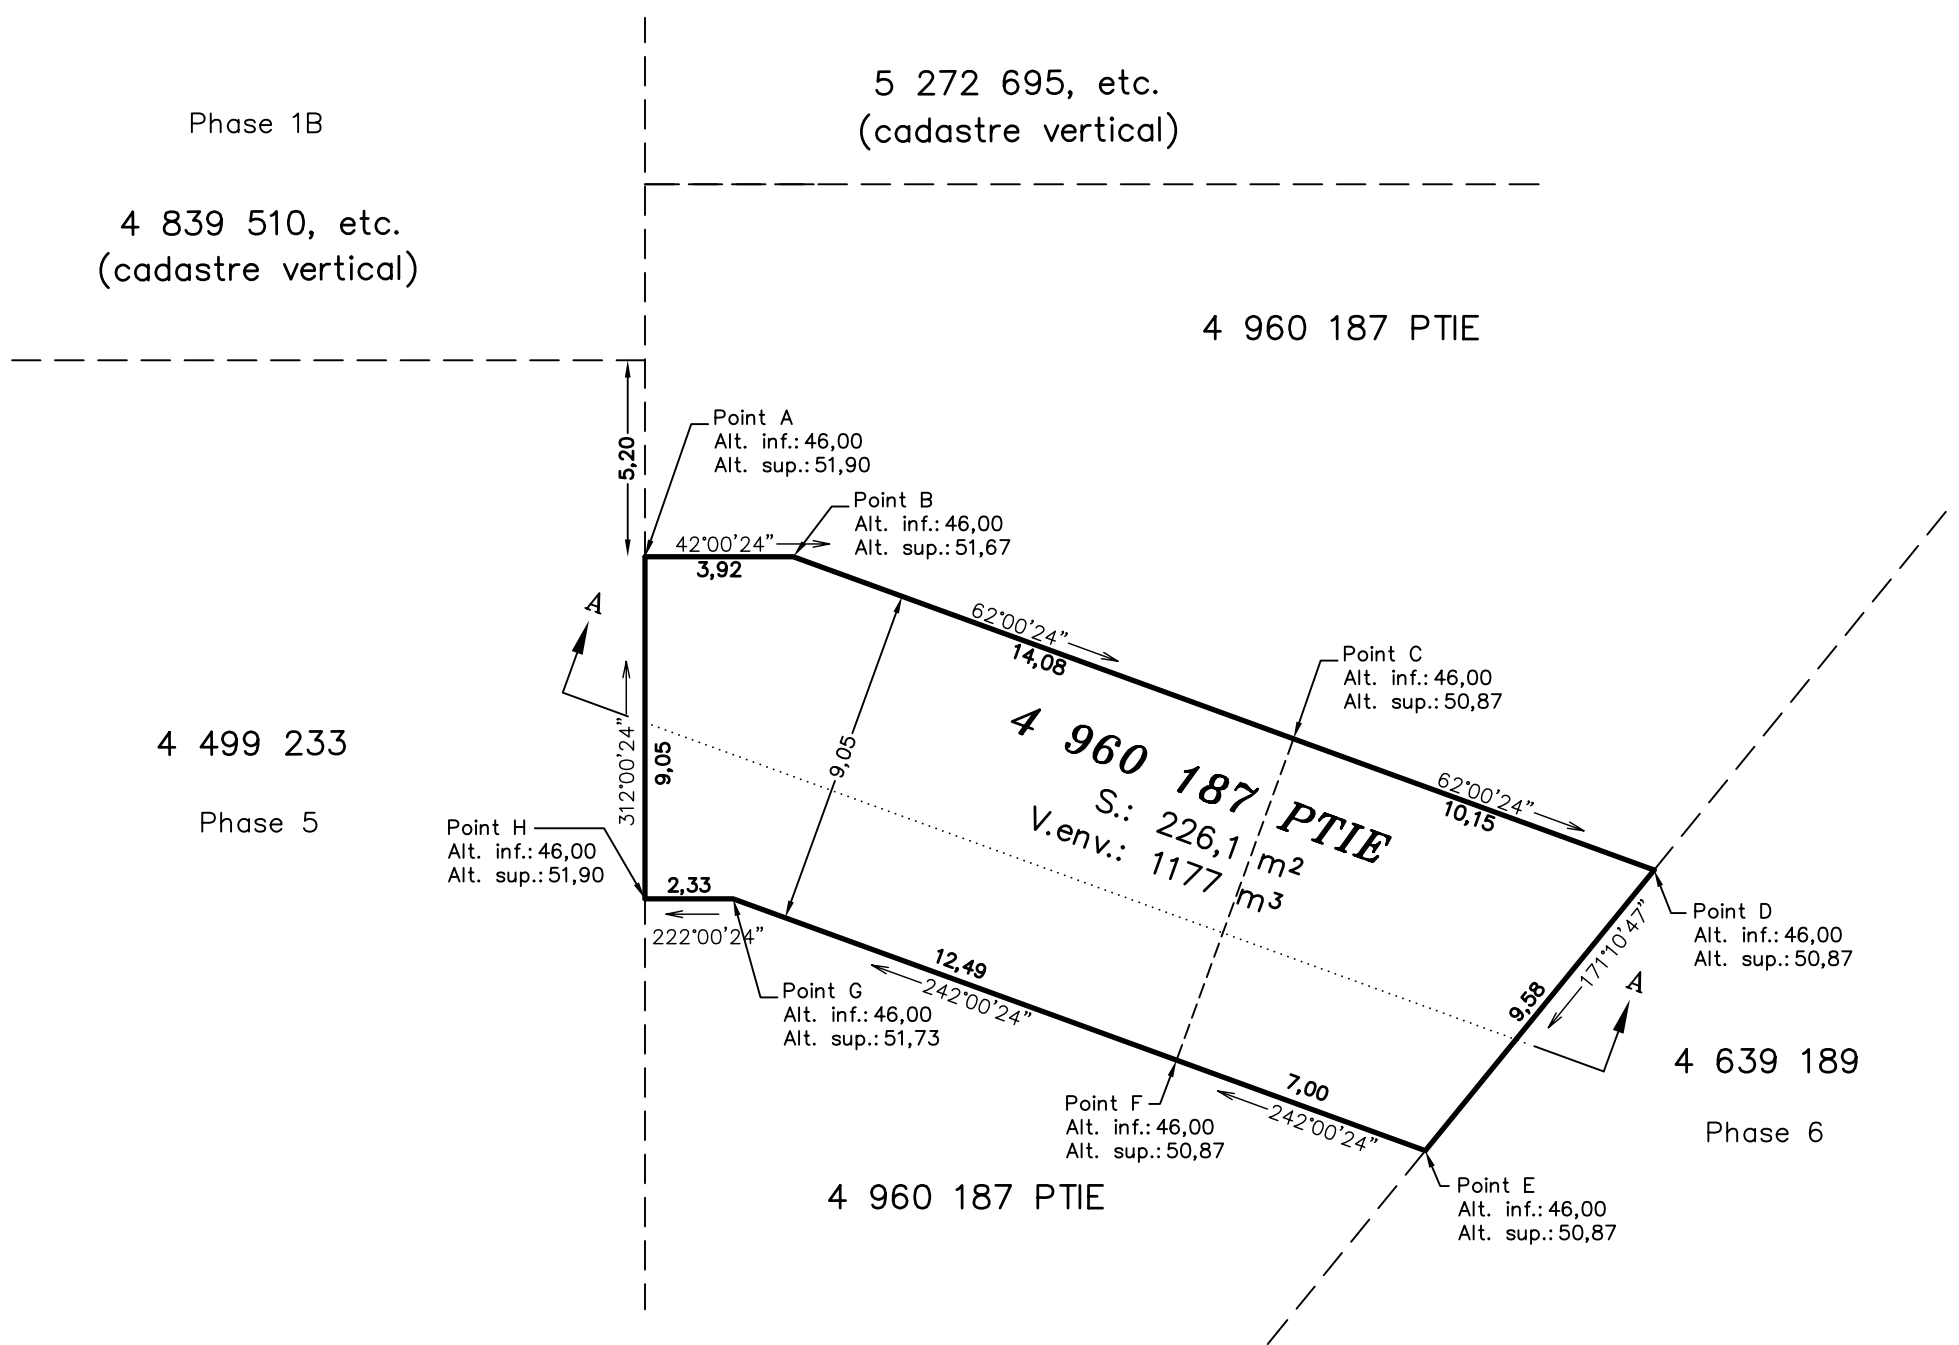 5 272 695, etc.
(cadastre vertical)
Phase 1B
4 839 510, etc.
(cadastre vertical)
4 960 187 PTIE
5,20
Point A
Alt. inf.: 46,00
Alt. sup.: 51,90
Point B
Alt. inf.: 46,00
Alt. sup.: 51,67
42°00'24"
3,92
A
62°00'24"
14,08
Point C
Alt. inf.: 46,00
Alt. sup.: 50,87
4 499 233
Phase 5
312°00'24"
9,05
9,05
4 960 187 PTIE
S.: 226,1 m²
V.env.: 1177 m³
62°00'24"
10,15
Point H
Alt. inf.: 46,00
Alt. sup.: 51,90
2,33
222°00'24"
Point D
Alt. inf.: 46,00
Alt. sup.: 50,87
171°10'47"
9,58
A
12,49
242°00'24"
Point G
Alt. inf.: 46,00
Alt. sup.: 51,73
4 639 189
Phase 6
7,00
242°00'24"
Point F
Alt. inf.: 46,00
Alt. sup.: 50,87
4 960 187 PTIE
Point E
Alt. inf.: 46,00
Alt. sup.: 50,87